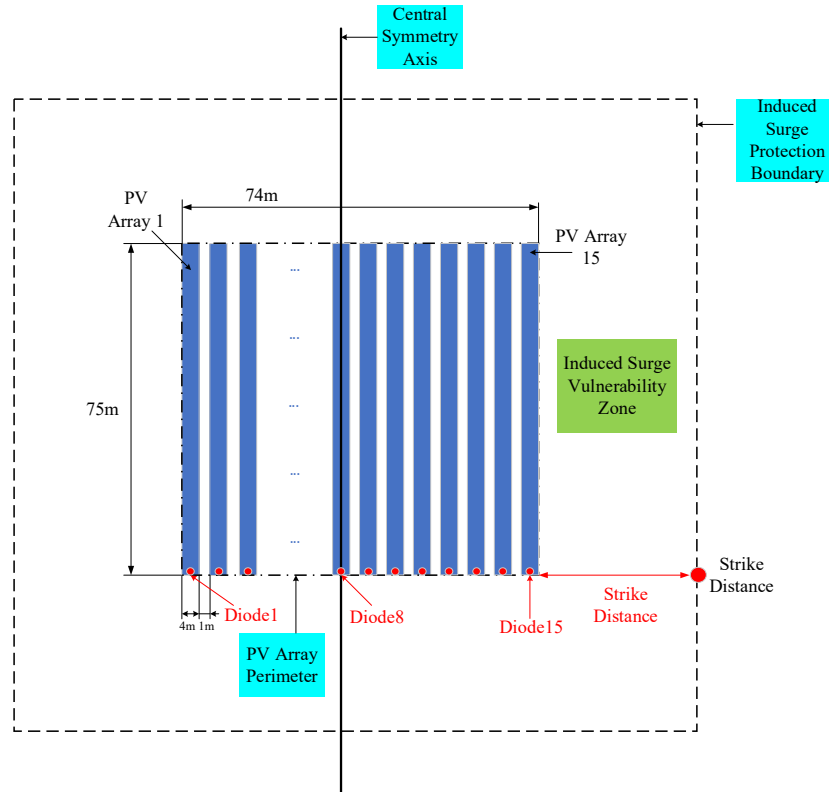 Central
Symmetry
Axis
Induced
Surge
Protection
Boundary
PV
Array 1
74m
PV Array
15
...
...
75m
Induced Surge
Vulnerability
Zone
...
...
...
Strike
Distance
Strike
Distance
Diode1
Diode8
Diode15
4m 1m
PV Array
Perimeter